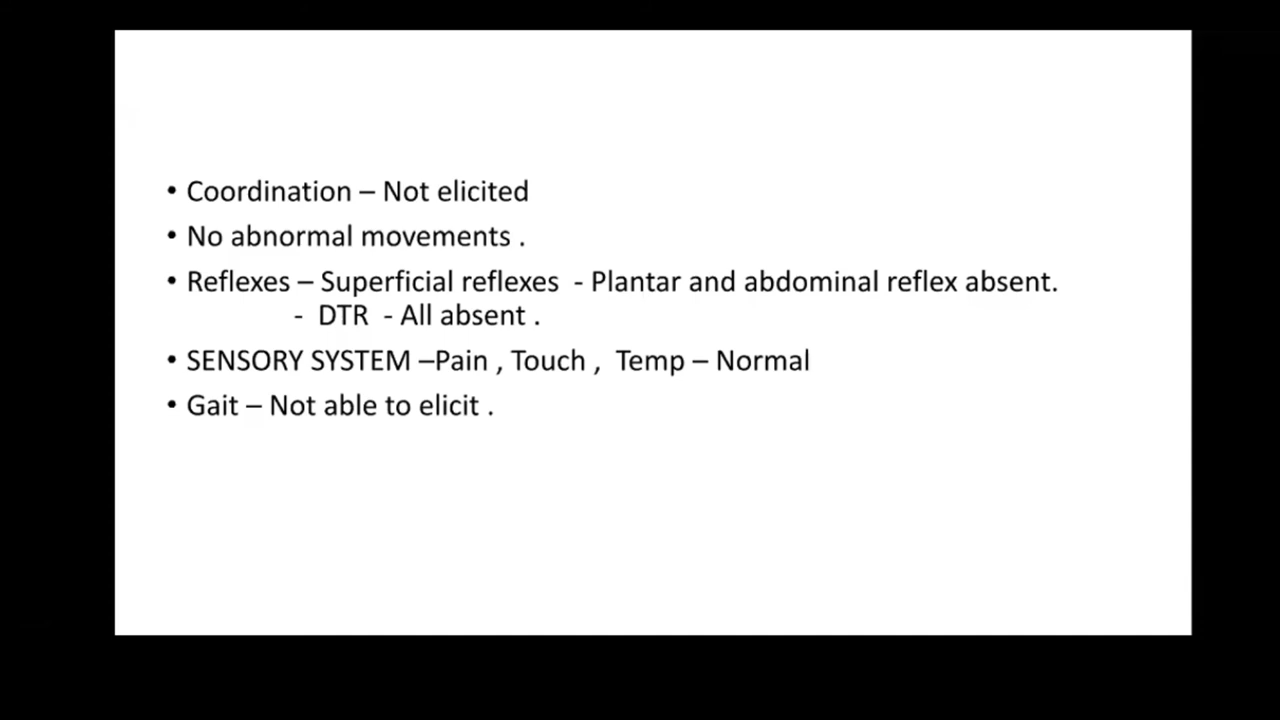 • Coordination – Not elicited
• No abnormal movements .
• Reflexes – Superficial reflexes - Plantar and abdominal reflex absent.
- DTR - All absent .
• SENSORY SYSTEM –Pain , Touch , Temp – Normal
• Gait – Not able to elicit .